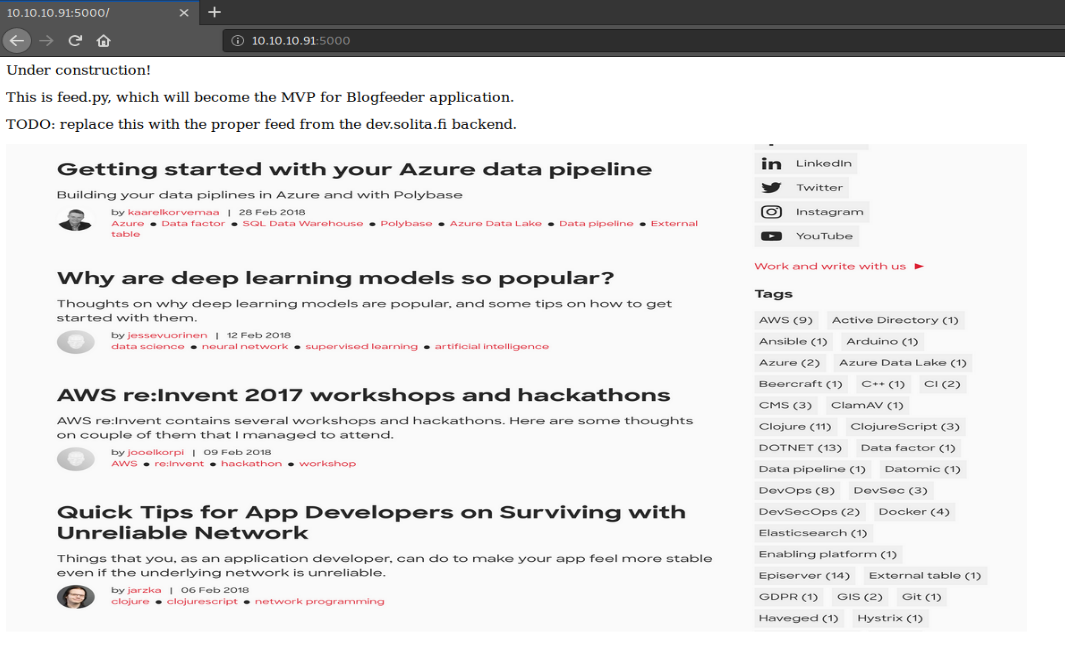 10.10.10.91:5000/
10.10.10.91:5000
Under construction!
This is feed.py, which will become the MVP for Blogfeeder application.
TODO: replace this with the proper feed from the dev.solita.fi backend.
Getting started with your Azure data pipeline
Building your data piplines in Azure and with Polybase
by kaarelkorvemaa | 28 Feb 2018
Azure ● Data factor ● SQL Data Warehouse ● Polybase ● Azure Data Lake ● Data pipeline ● External
table
Why are deep learning models so popular?
Thoughts on why deep learning models are popular, and some tips on how to get
started with them.
by jessevuorinen | 12 Feb 2018
data science ● neural network ● supervised learning ● artificial intelligence
AWS re:Invent 2017 workshops and hackathons
AWS re:Invent contains several workshops and hackathons. Here are some thoughts
on couple of them that I managed to attend.
by jooelkorpi | 09 Feb 2018
AWS ● re:Invent ● hackathon ● workshop
Quick Tips for App Developers on Surviving with
Unreliable Network
Things that you, as an application developer, can do to make your app feel more stable
even if the underlying network is unreliable.
by jarzka | 06 Feb 2018
clojure ● clojurescript ● network programming
LinkedIn
Twitter
Instagram
YouTube
Work and write with us ►
Tags
AWS (9) Active Directory (1)
Ansible (1) Arduino (1)
Azure (2) Azure Data Lake (1)
Beercraft (1) C++ (1) CI (2)
CMS (3) ClamAV (1)
Clojure (11) ClojureScript (3)
DOTNET (13) Data factor (1)
Data pipeline (1) Datomic (1)
DevOps (8) DevSec (3)
DevSecOps (2) Docker (4)
Elasticsearch (1)
Enabling platform (1)
Episerver (14) External table (1)
GDPR (1) GIS (2) Git (1)
Haveged (1) Hystrix (1)